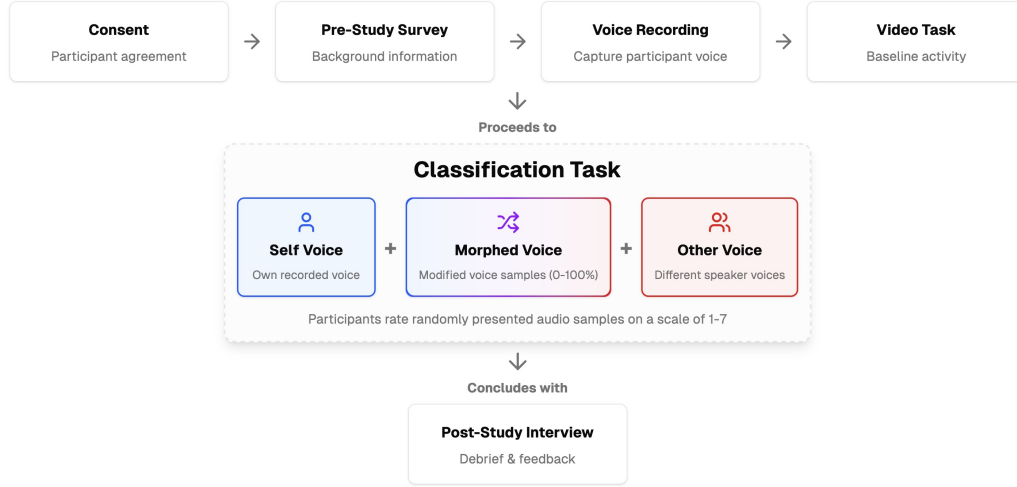 Consent
Participant agreement
Pre-Study Survey
Background information
Voice Recording
Capture participant voice
Video Task
Baseline activity
Proceeds to
Classification Task
Self Voice
Own recorded voice
+
Morphed Voice
Modified voice samples (0-100%)
+
Other Voice
Different speaker voices
Participants rate randomly presented audio samples on a scale of 1-7
Concludes with
Post-Study Interview
Debrief & feedback